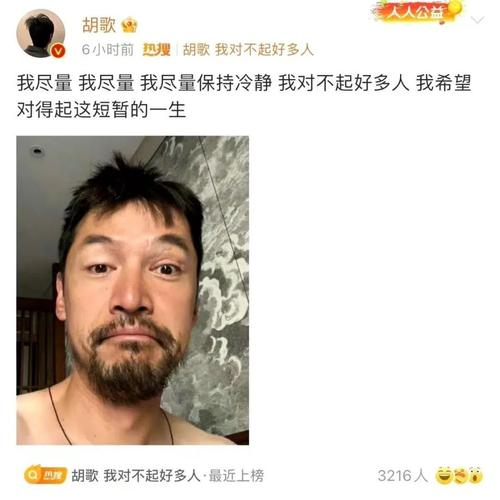 胡歌
人人公益
6小时前 热搜 胡歌 我对不起好多人
我尽量 我尽量 我尽量保持冷静 我对不起好多人 我希望
对得起这短暂的一生
热搜 胡歌 我对不起好多人·最近上榜 3216人